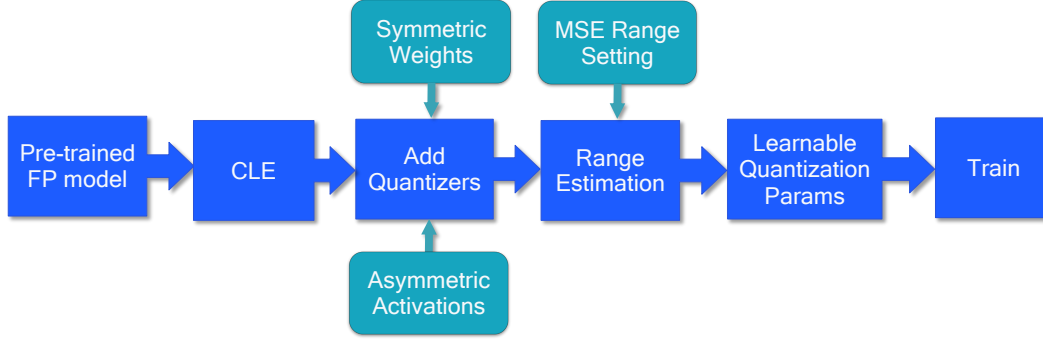 Symmetric
Weights
MSE Range
Setting
Pre-trained
FP model
CLE
Add
Quantizers
Range
Estimation
Learnable
Quantization
Params
Train
Asymmetric
Activations